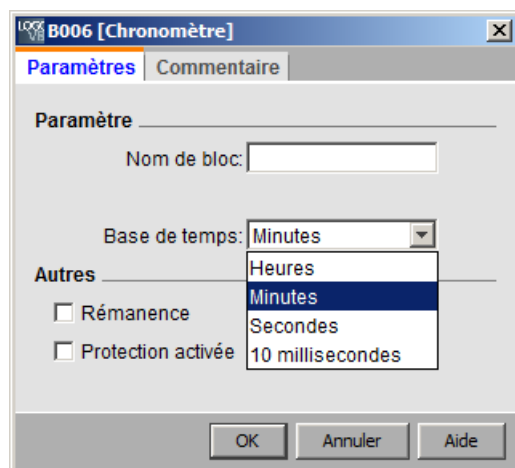 B006 [Chronomètre]
Paramètres Commentaire
Paramètre
Nom de bloc:
Base de temps: Minutes
Heures
Autres
Minutes
Rémanence
Secondes
Protection activée
10 millisecondes
OK Annuler Aide